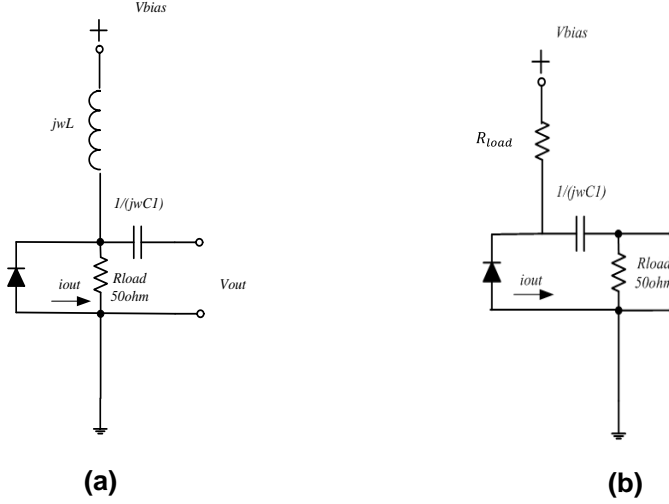 Vbias
+
jwL
1/(jwC1)
Rload
50ohm
iout
Vout
(a)
Vbias
+
Rload
1/(jwC1)
Rload
50ohm
iout
(b)